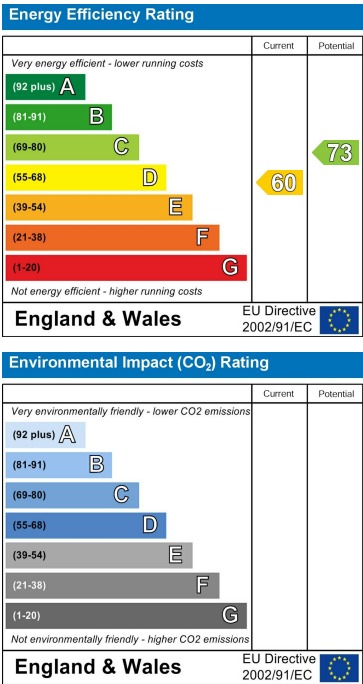 Energy Efficiency Rating
Current Potential
Very energy efficient - lower running costs
(92 plus) A
(81-91) B
(69-80) C
73
(55-68) D
60
(39-54) E
(21-38) F
(1-20) G
Not energy efficient - higher running costs
England & Wales
EU Directive
2002/91/EC
Environmental Impact (CO₂) Rating
Current Potential
Very environmentally friendly - lower CO2 emissions
(92 plus) A
(81-91) B
(69-80) C
(55-68) D
(39-54) E
(21-38) F
(1-20) G
Not environmentally friendly - higher CO2 emissions
England & Wales
EU Directive
2002/91/EC